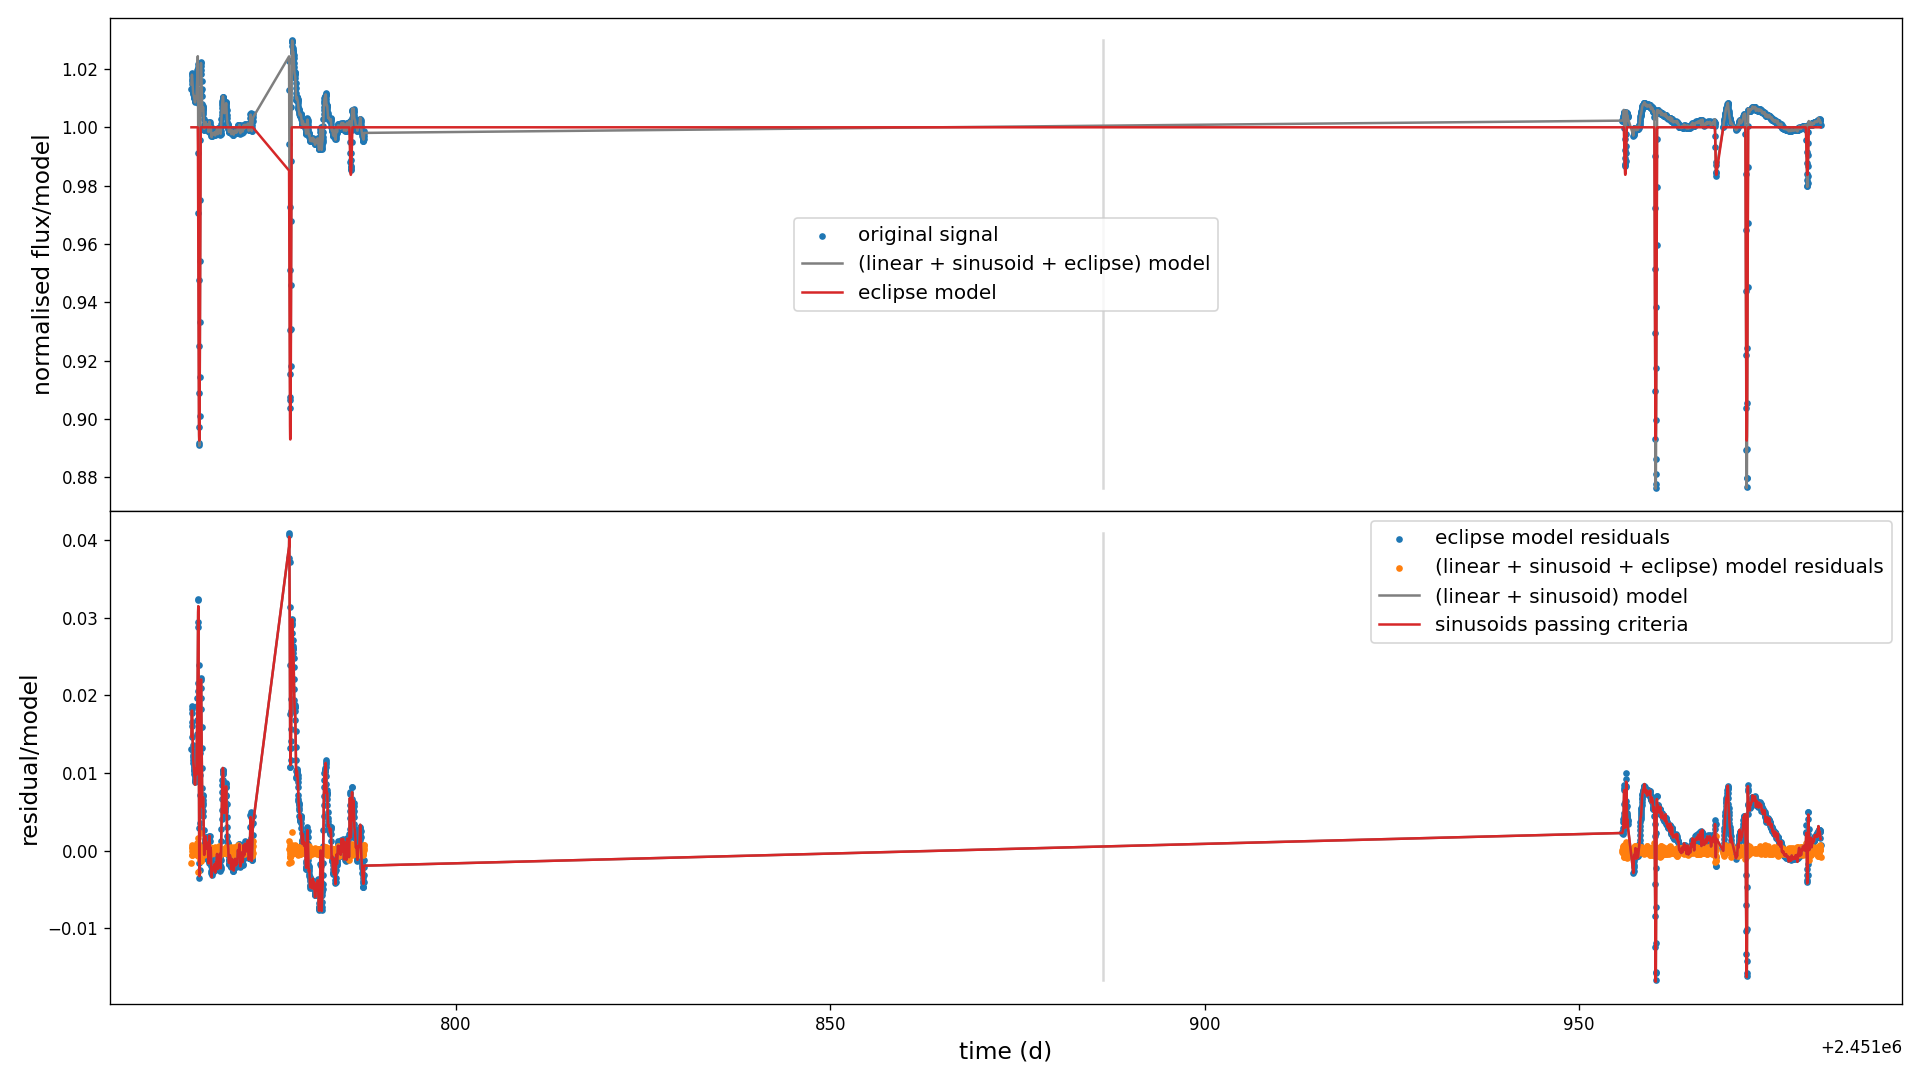 normalised flux/model
1.02
1.00
0.98
0.96
0.94
0.92
0.90
0.88
original signal
(linear + sinusoid + eclipse) model
eclipse model
residual/model
0.04
0.03
0.02
0.01
0.00
−0.01
eclipse model residuals
(linear + sinusoid + eclipse) model residuals
(linear + sinusoid) model
sinusoids passing criteria
800
850
900
950
time (d)
+2.451e6